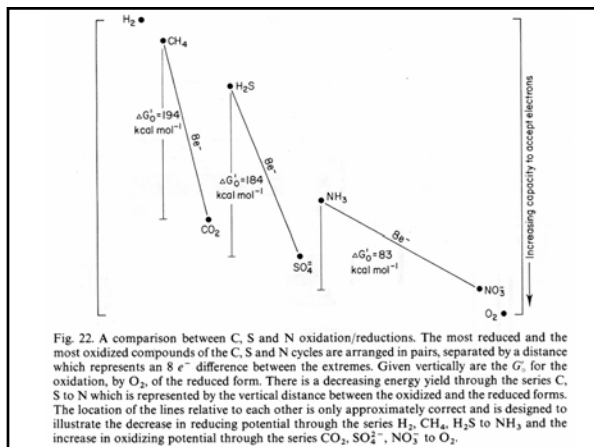 H₂
CH₄
H₂S
ΔG₀'=194
kcal mol⁻¹
8e⁻
8e⁻
ΔG₀'=184
kcal mol⁻¹
NH₃
CO₂
8e⁻
SO₄⁼
ΔG₀'=83
kcal mol⁻¹
NO₃⁻
O₂
Increasing capacity to accept electrons
Fig. 22. A comparison between C, S and N oxidation/reductions. The most reduced and the
most oxidized compounds of the C, S and N cycles are arranged in pairs, separated by a distance
which represents an 8 e⁻ difference between the extremes. Given vertically are the G₀' for the
oxidation, by O₂, of the reduced form. There is a decreasing energy yield through the series C,
S to N which is represented by the vertical distance between the oxidized and the reduced forms.
The location of the lines relative to each other is only approximately correct and is designed to
illustrate the decrease in reducing potential through the series H₂, CH₄, H₂S to NH₃ and the
increase in oxidizing potential through the series CO₂, SO₄²⁻, NO₃⁻ to O₂.